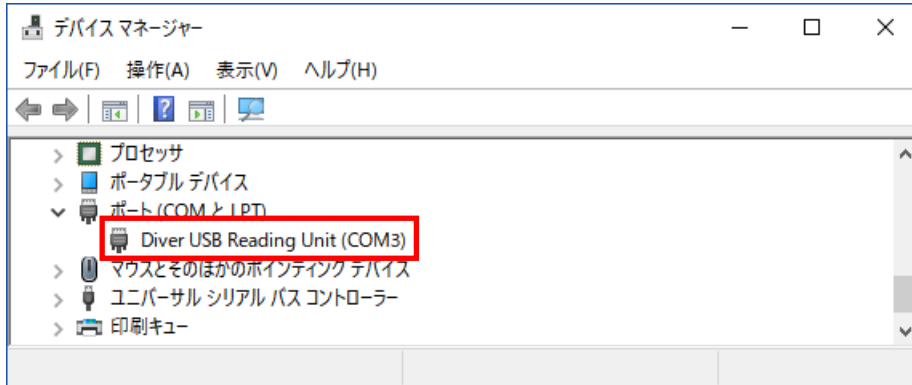 デバイス マネージャー
ファイル(F) 操作(A) 表示(V) ヘルプ(H)
プロセッサ
ポータブル デバイス
ポート (COM と LPT)
Diver USB Reading Unit (COM3)
マウスとそのほかのポインティング デバイス
ユニバーサル シリアル バス コントローラー
印刷キュー